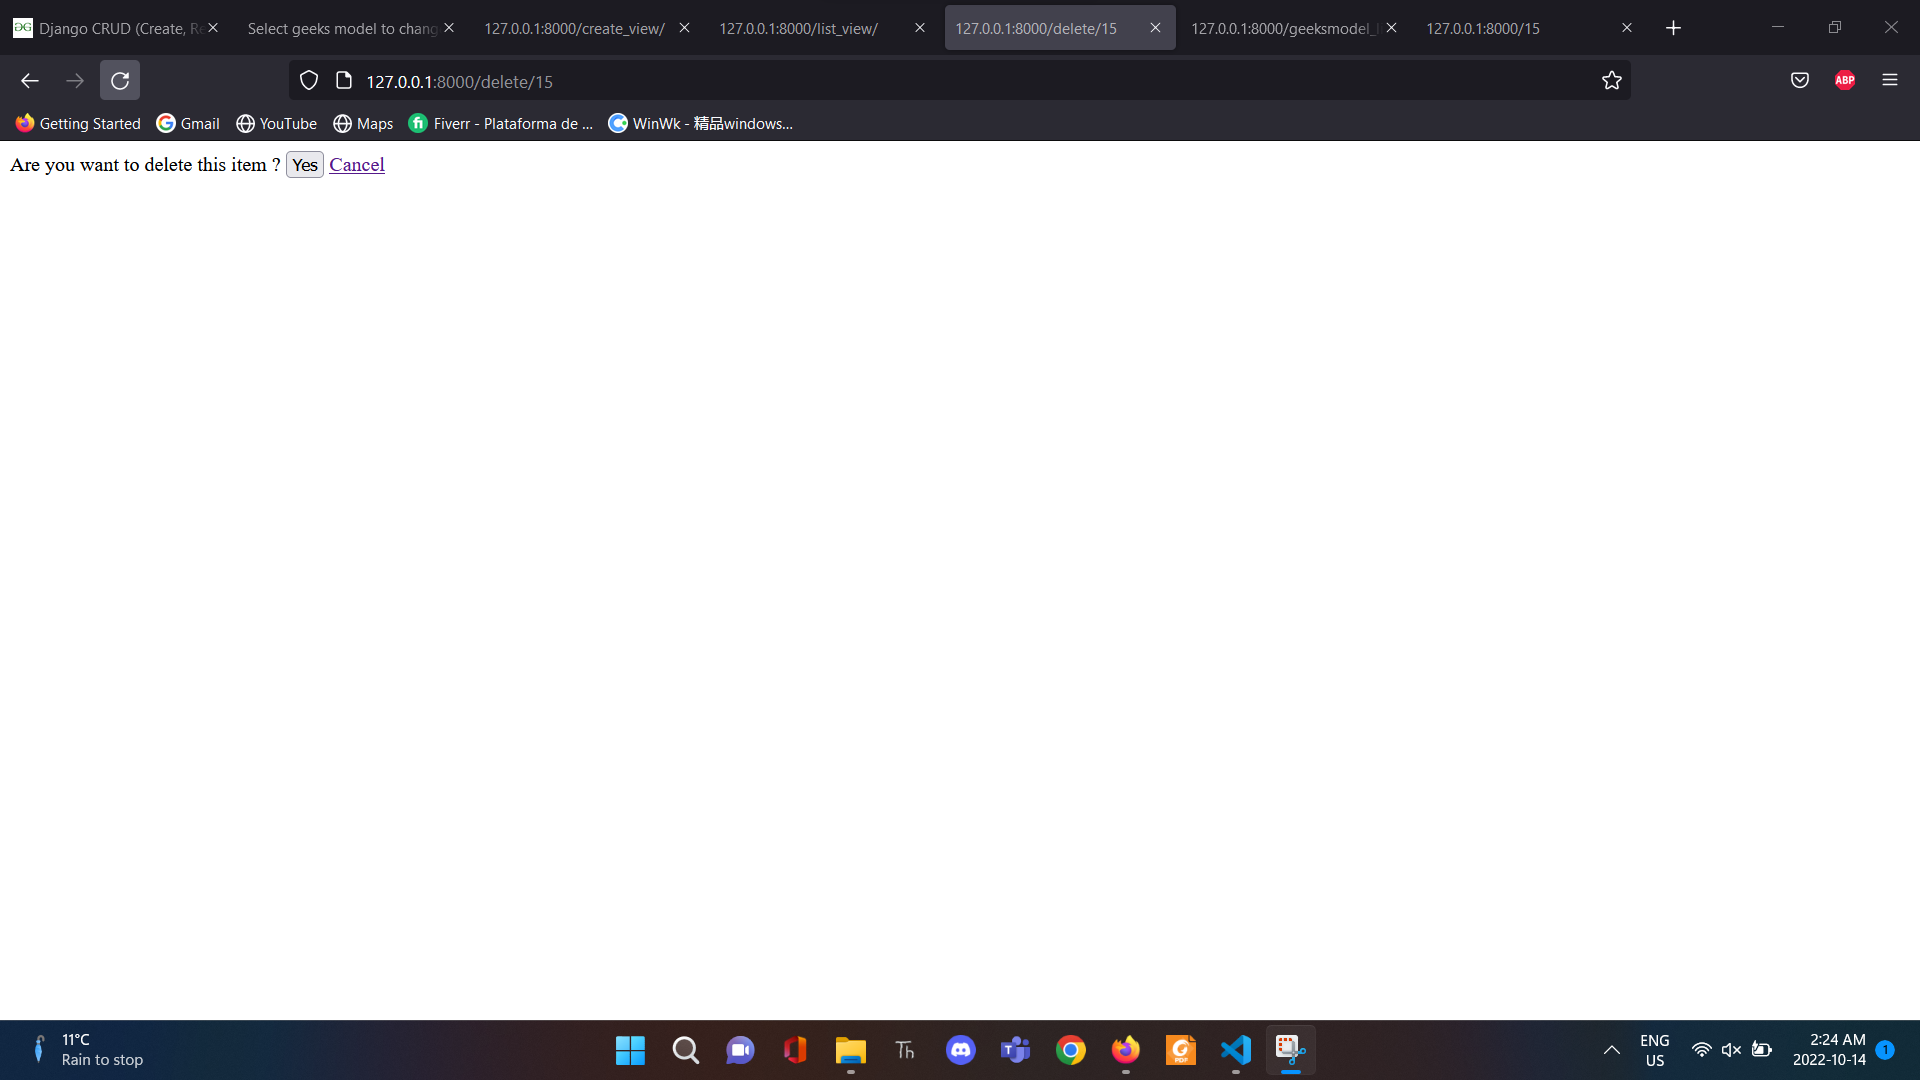 Django CRUD (Create, Re
Select geeks model to chang
127.0.0.1:8000/create_view/
127.0.0.1:8000/list_view/
127.0.0.1:8000/delete/15
127.0.0.1:8000/geeksmodel_l
127.0.0.1:8000/15
127.0.0.1:8000/delete/15
ABP
Getting Started
Gmail
YouTube
Maps
Fiverr - Plataforma de ...
WinWk - 精品windows...
Are you want to delete this item ? Yes Cancel
11°C
Rain to stop
Th
PDF
ENG
US
2:24 AM
2022-10-14
1